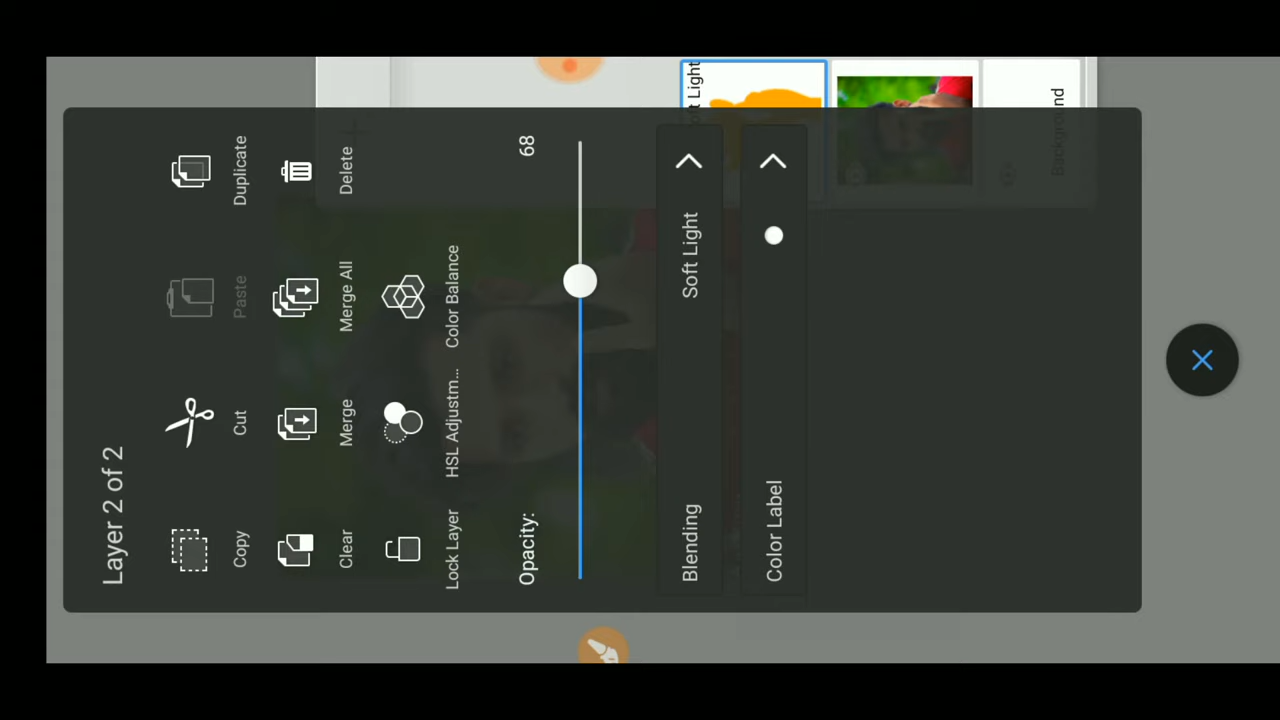 Layer 2 of 2
Copy
Cut
Paste
Duplicate
Clear
Merge
Merge All
Delete
Lock Layer
HSL Adjustm...
Color Balance
Opacity:
68
Blending
Soft Light
Color Label
Light
Background